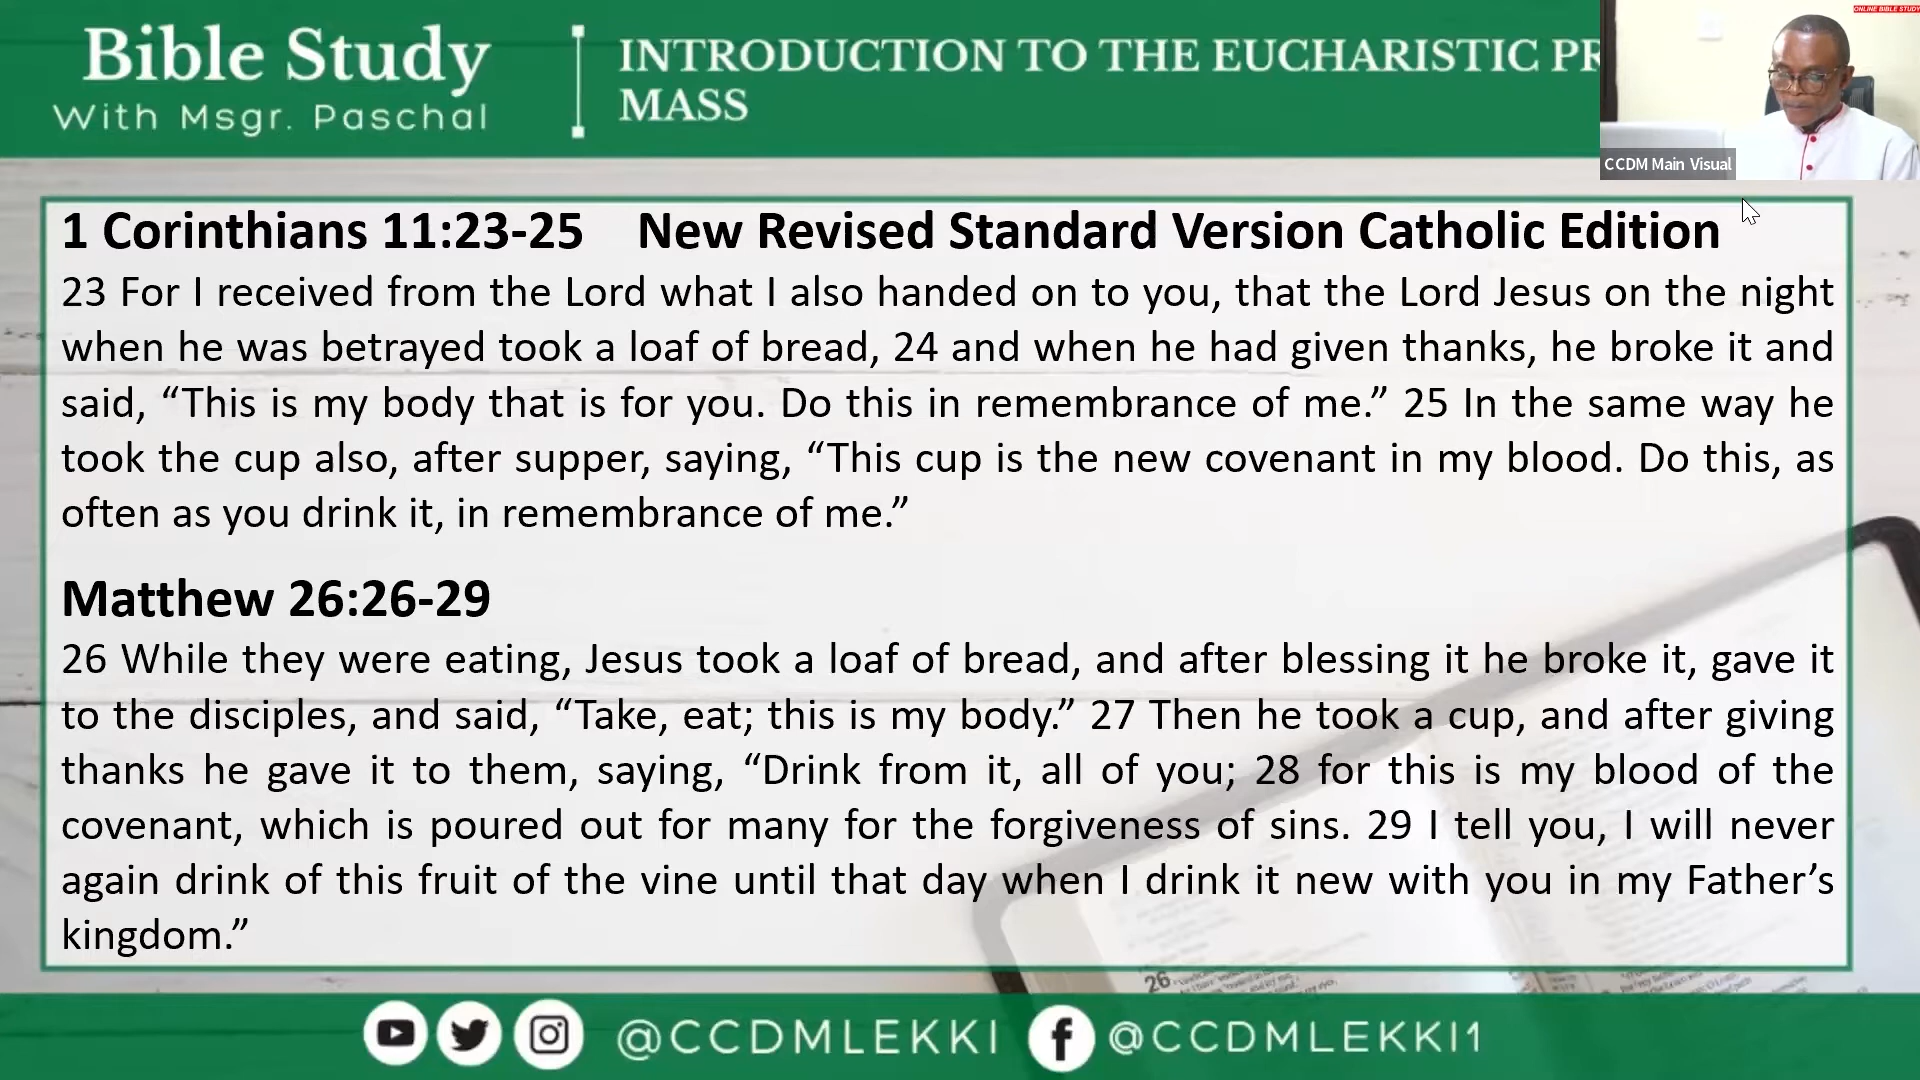 Bible Study
With Msgr. Paschal
INTRODUCTION TO THE EUCHARISTIC PR
MASS
ONLINE BIBLE STUDY
CCDM Main Visual
1 Corinthians 11:23-25 New Revised Standard Version Catholic Edition
23 For I received from the Lord what I also handed on to you, that the Lord Jesus on the night
when he was betrayed took a loaf of bread, 24 and when he had given thanks, he broke it and
said, “This is my body that is for you. Do this in remembrance of me.” 25 In the same way he
took the cup also, after supper, saying, “This cup is the new covenant in my blood. Do this, as
often as you drink it, in remembrance of me.”
Matthew 26:26-29
26 While they were eating, Jesus took a loaf of bread, and after blessing it he broke it, gave it
to the disciples, and said, “Take, eat; this is my body.” 27 Then he took a cup, and after giving
thanks he gave it to them, saying, “Drink from it, all of you; 28 for this is my blood of the
covenant, which is poured out for many for the forgiveness of sins. 29 I tell you, I will never
again drink of this fruit of the vine until that day when I drink it new with you in my Father’s
kingdom.”
26
@CCDMLEKKI @CCDMLEKKI1